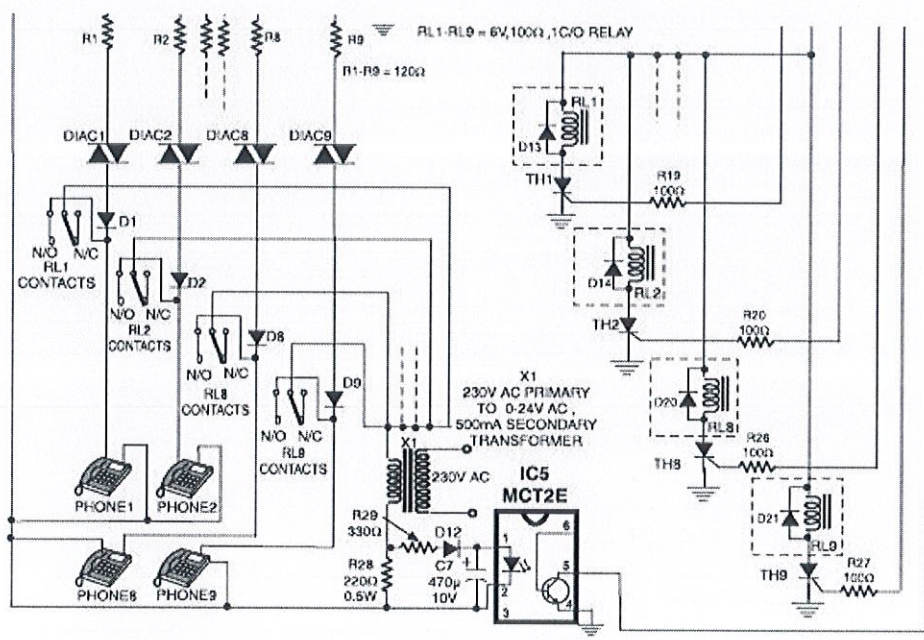 R1
R2
R8
R9
RL1-RL9 = 6V,100Ω ,1C/O RELAY
R1-R9 = 120Ω
DIAC1
DIAC2
DIAC8
DIAC9
RL1
D13
TH1
R19
100Ω
D1
N/O
N/C
RL1
CONTACTS
D2
N/O
N/C
RL2
CONTACTS
D14
RL2
TH2
R20
100Ω
D8
N/O
N/C
RL8
CONTACTS
D9
N/O
N/C
RL9
CONTACTS
X1
230V AC PRIMARY
TO 0-24V AC ,
500mA SECONDARY
TRANSFORMER
D20
RL8
TH8
R26
100Ω
X1
230V AC
IC5
MCT2E
PHONE1
PHONE2
R29
330Ω
D12
1
6
D21
RL9
TH9
R27
100Ω
R28
220Ω
0.5W
C7
470µ
10V
+
2
5
3
4
PHONE8
PHONE9